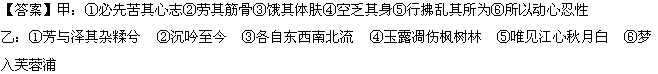 【答案】甲：①必先苦其心志②劳其筋骨③饿其体肤④空乏其身⑤行拂乱其所为⑥所以动心忍性
乙：①芳与泽其杂糅兮　②沉吟至今　③各自东西南北流　④玉露凋伤枫树林　⑤唯见江心秋月白　⑥梦
入芙蓉浦